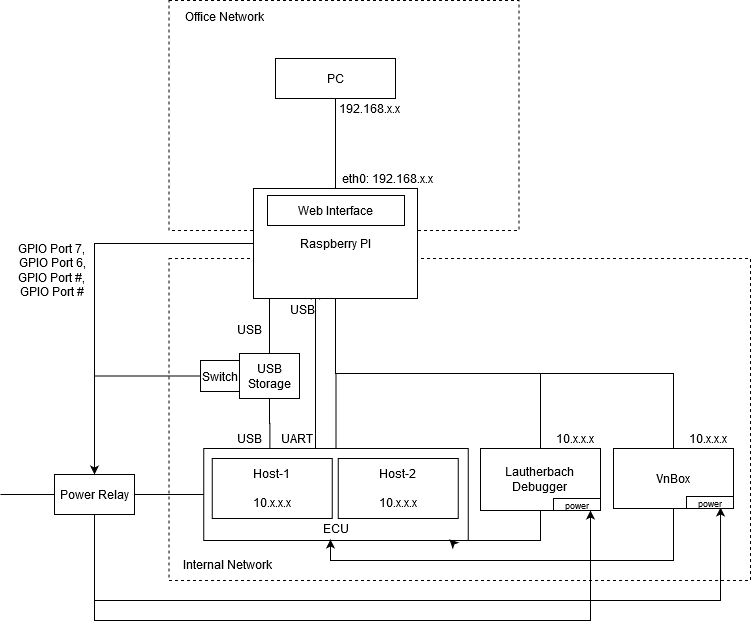 Office Network
PC
192.168.x.x
eth0: 192.168.x.x
Web Interface
Raspberry PI
GPIO Port 7,
GPIO Port 6,
GPIO Port #,
GPIO Port #
USB
USB
Switch
USB
Storage
USB
UART
10.x.x.x
10.x.x.x
Host-1
10.x.x.x
Host-2
10.x.x.x
ECU
Lautherbach
Debugger
power
VnBox
power
Power Relay
Internal Network